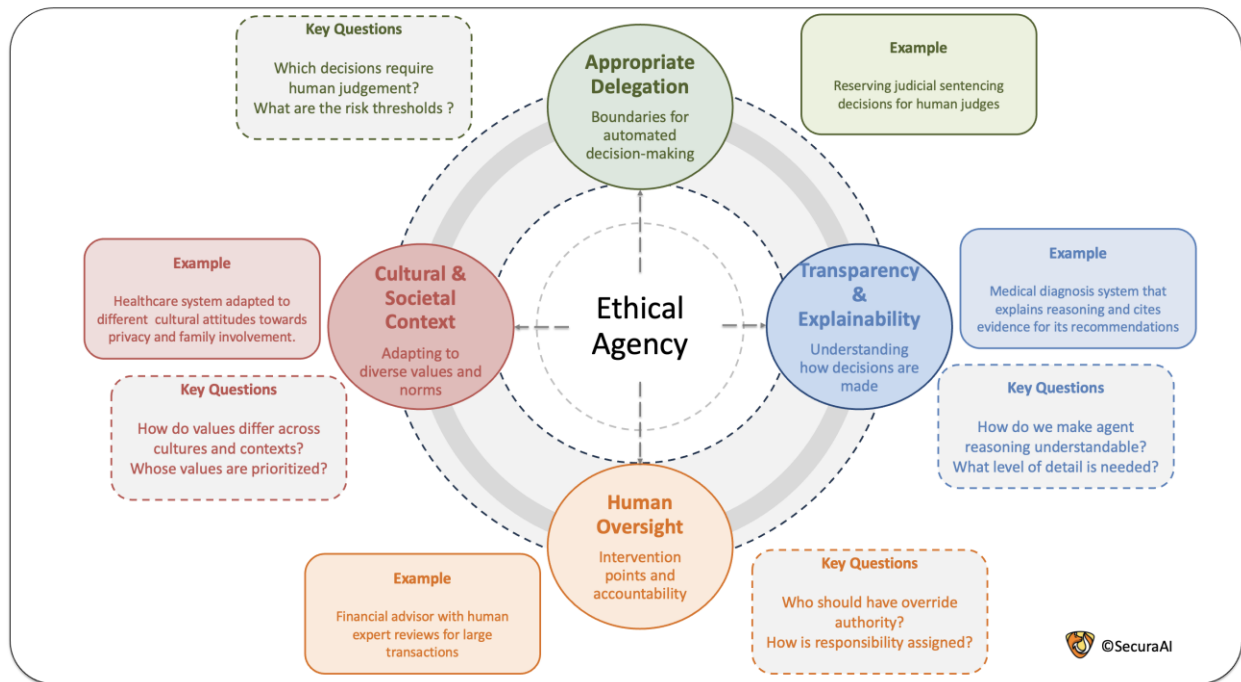 Key Questions
Which decisions require
human judgement?
What are the risk thresholds ?
Appropriate
Delegation
Boundaries for
automated
decision-making
Example
Reserving judicial sentencing
decisions for human judges
Example
Healthcare system adapted to
different cultural attitudes towards
privacy and family involvement.
Cultural &
Societal
Context
Adapting to
diverse values and
norms
Ethical
Agency
Transparency
&
Explainability
Understanding
how decisions are
made
Example
Medical diagnosis system that
explains reasoning and cites
evidence for its recommendations
Key Questions
How do values differ across
cultures and contexts?
Whose values are prioritized?
Key Questions
How do we make agent
reasoning understandable?
What level of detail is needed?
Human
Oversight
Intervention
points and
accountability
Example
Financial advisor with human
expert reviews for large
transactions
Key Questions
Who should have override
authority?
How is responsibility assigned?
©SecuraAI